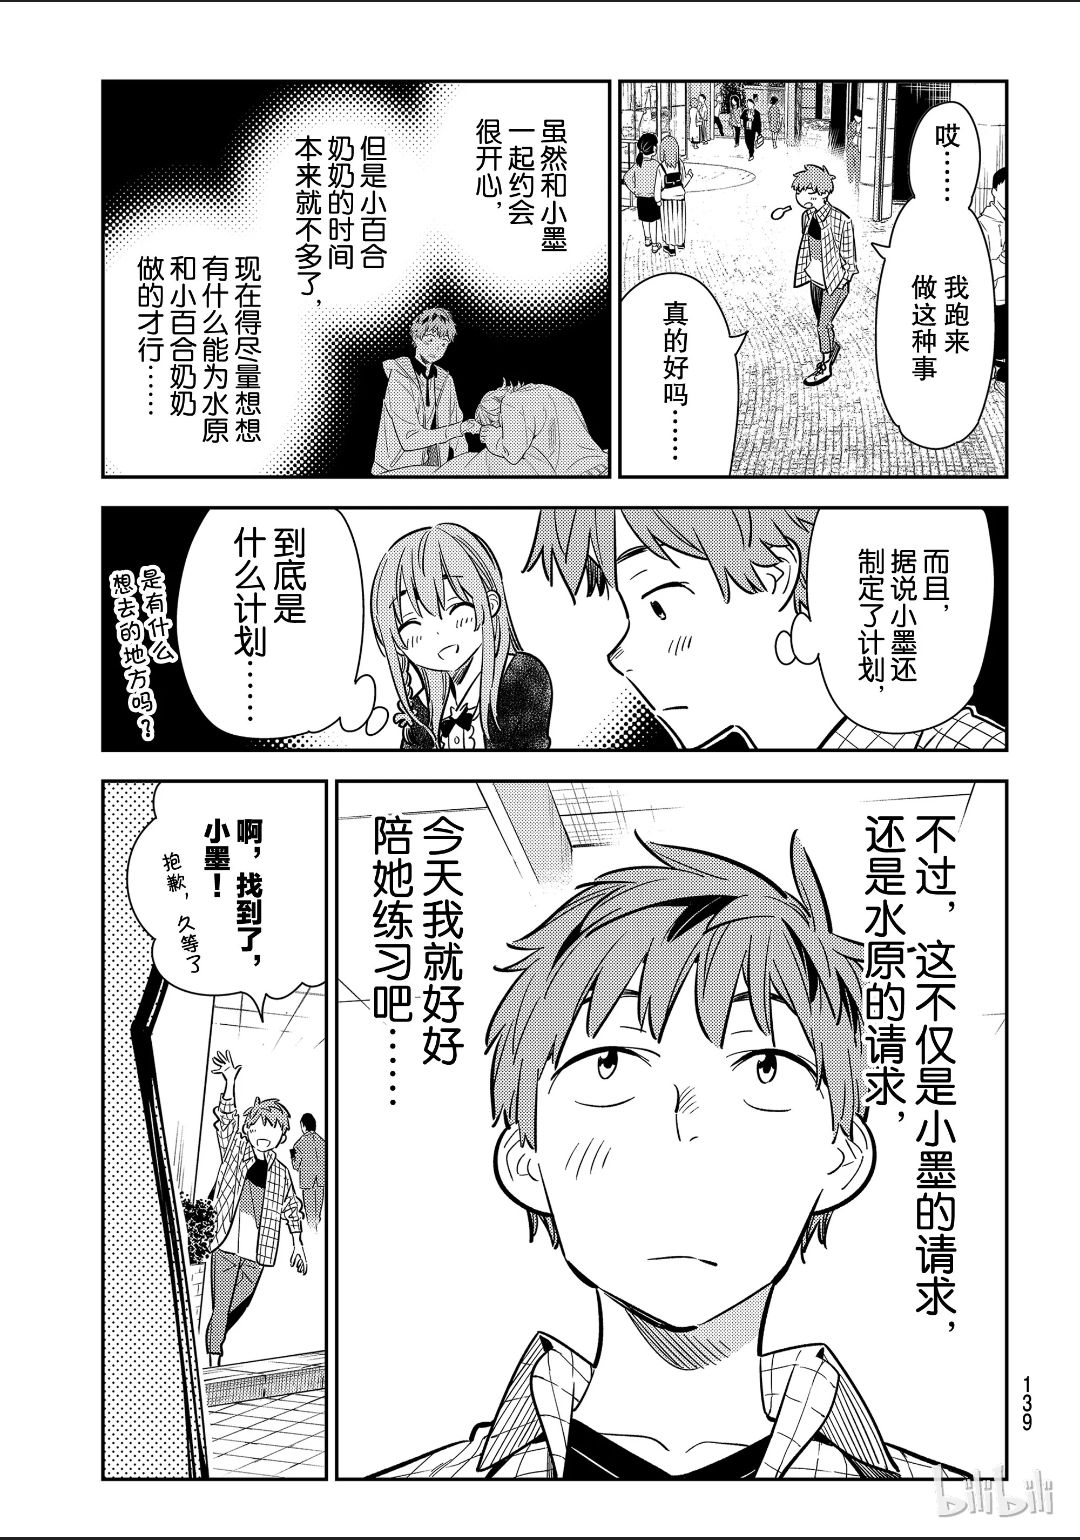 哎……
我跑来
做这种事
真的好吗……
虽然和小墨
一起约会
很开心，
但是小百合
奶奶的时间
本来就不多了，
现在得尽量想想
有什么能为水原
和小百合奶奶
做的才行……
而且，
据说小墨还
制定了计划，
到底是
什么计划……
是有什么
想去的地方吗？
不过，这不仅是小墨的请求，
还是水原的请求，
今天我就好好
陪她练习吧……
啊，找到了，
小墨！
抱歉，久等了
139
bilibili